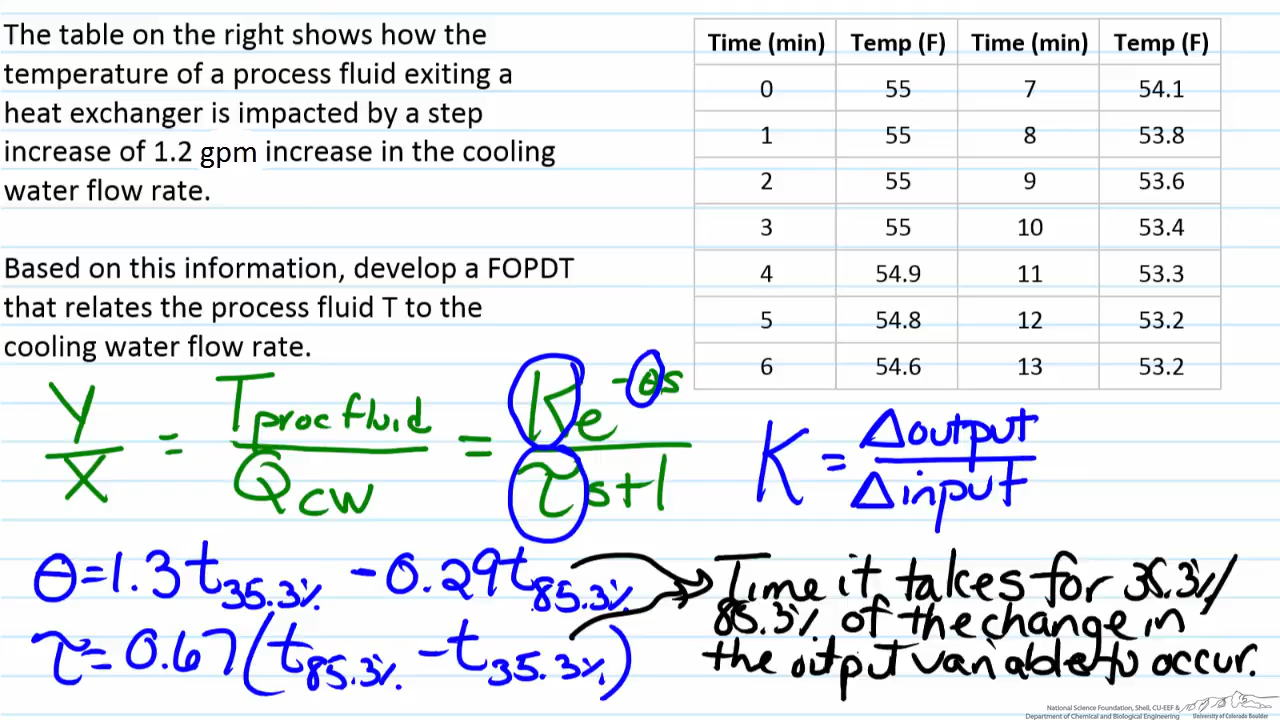 The table on the right shows how the
temperature of a process fluid exiting a
heat exchanger is impacted by a step
increase of 1.2 gpm increase in the cooling
water flow rate.
Based on this information, develop a FOPDT
that relates the process fluid T to the
cooling water flow rate.
Time (min) Temp (F) Time (min) Temp (F)
0 55 7 54.1
1 55 8 53.8
2 55 9 53.6
3 55 10 53.4
4 54.9 11 53.3
5 54.8 12 53.2
6 54.6 13 53.2
Y/X = Tproc fluid/Qcw = Ke^-θs/τs+1
K = Δoutput/Δinput
θ=1.3t35.3% -0.29t85.3%
τ=0.67(t85.3% -t35.3%)
Time it takes for 35.3%/
85.3% of the change in
the output variable to occur.
National Science Foundation, Shell, CU-EEF &
Department of Chemical and Biological Engineering
University of Colorado Boulder